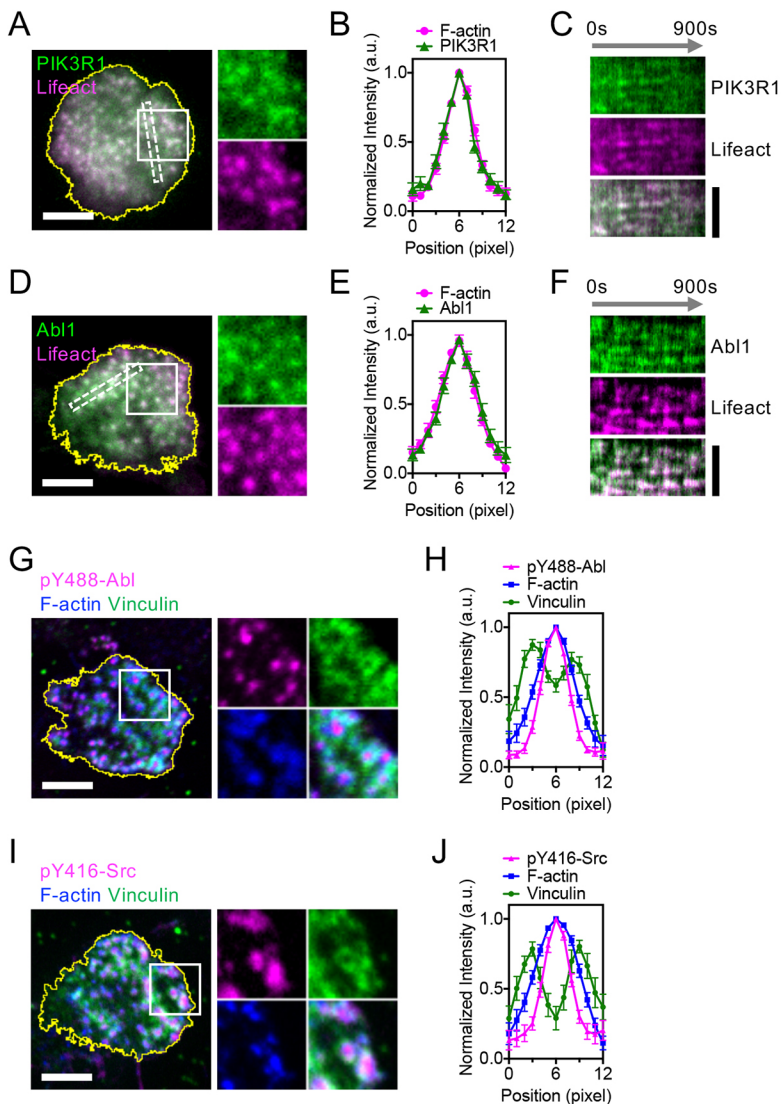 A
PIK3R1
Lifeact
B
F-actin
PIK3R1
Normalized Intensity (a.u.)
1.0
0.5
0.0
0 6 12
Position (pixel)
C
0s 900s
PIK3R1
Lifeact
D
Abl1
Lifeact
E
F-actin
Abl1
Normalized Intensity (a.u.)
1.0
0.5
0.0
0 6 12
Position (pixel)
F
0s 900s
Abl1
Lifeact
G
pY488-Abl
F-actin Vinculin
H
pY488-Abl
F-actin
Vinculin
Normalized Intensity (a.u.)
1.0
0.5
0.0
0 6 12
Position (pixel)
I
pY416-Src
F-actin Vinculin
J
pY416-Src
F-actin
Vinculin
Normalized Intensity (a.u.)
1.0
0.5
0.0
0 6 12
Position (pixel)